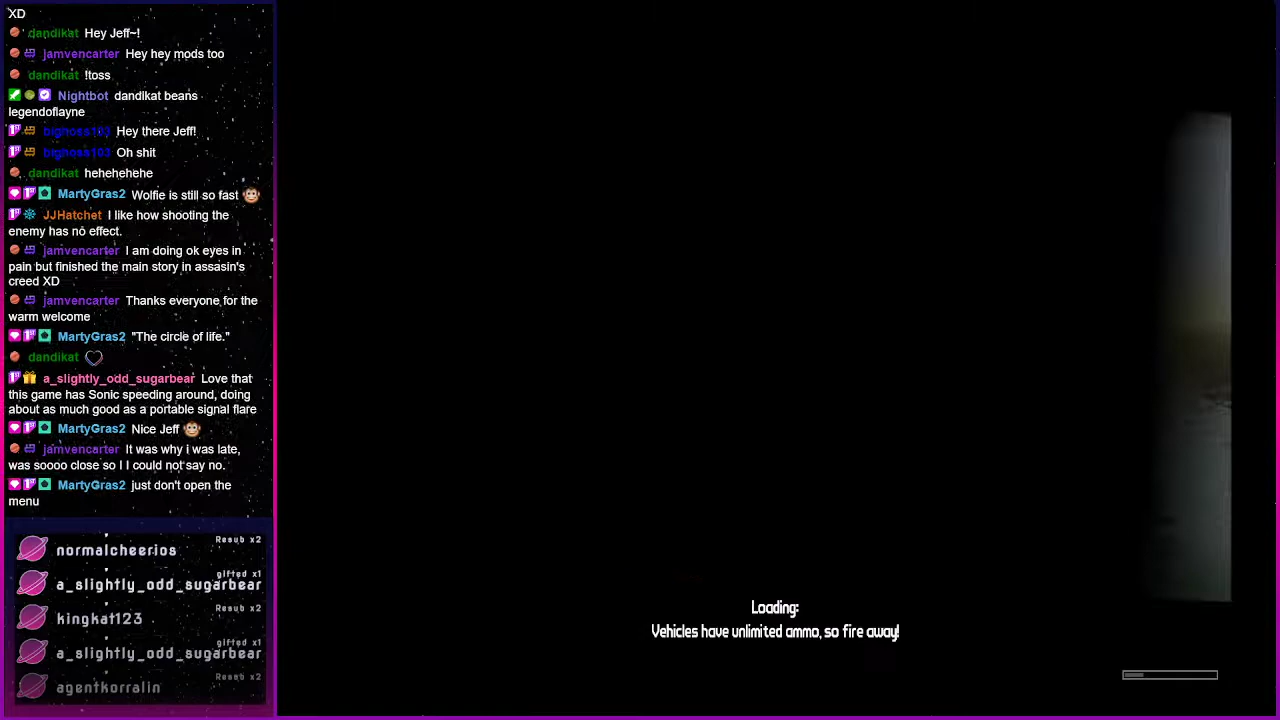 XD
dandikat Hey Jeff~!
jamvencarter Hey hey mods too
dandikat !toss
Nightbot dandikat beans
legendoflayne
bighoss103 Hey there Jeff!
bighoss103 Oh shit
dandikat hehehehehe
MartyGras2 Wolfie is still so fast
JJHatchet I like how shooting the
enemy has no effect.
jamvencarter I am doing ok eyes in
pain but finished the main story in assasin's
creed XD
jamvencarter Thanks everyone for the
warm welcome
MartyGras2 "The circle of life."
dandikat
a_slightly_odd_sugarbear Love that
this game has Sonic speeding around, doing
about as much good as a portable signal flare
MartyGras2 Nice Jeff
jamvencarter It was why i was late,
was soooo close so I I could not say no.
MartyGras2 just don't open the
menu
normalcheerios Resub x2
a_slightly_odd_sugarbear gifted x1
kingkat123 Resub x2
a_slightly_odd_sugarbear gifted x1
agentkorralin Resub x2
Loading:
Vehicles have unlimited ammo, so fire away!